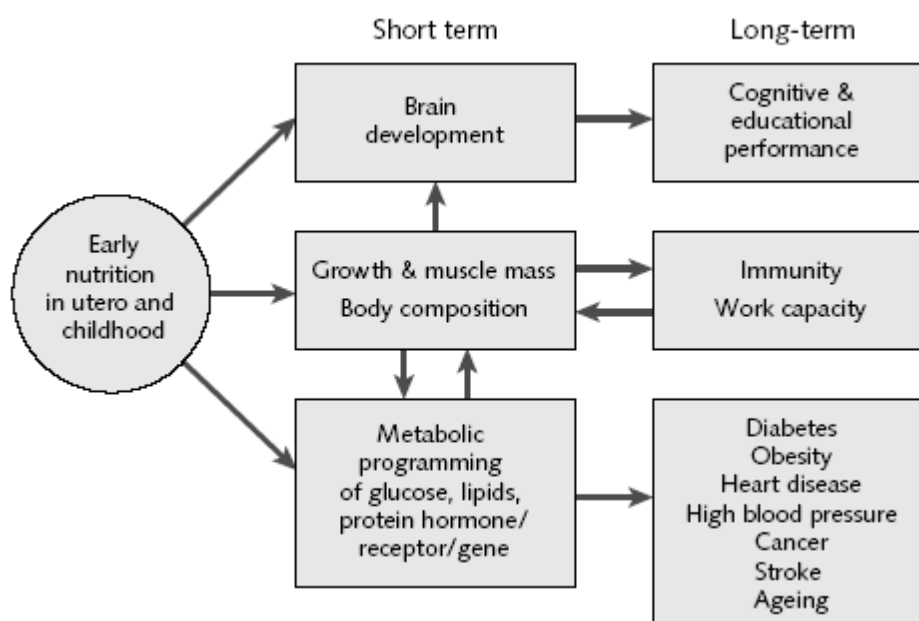 Short term
Long-term
Brain
development
Cognitive &
educational
performance
Early
nutrition
in utero and
childhood
Growth & muscle mass
Body composition
Immunity
Work capacity
Metabolic
programming
of glucose, lipids,
protein hormone/
receptor/gene
Diabetes
Obesity
Heart disease
High blood pressure
Cancer
Stroke
Ageing